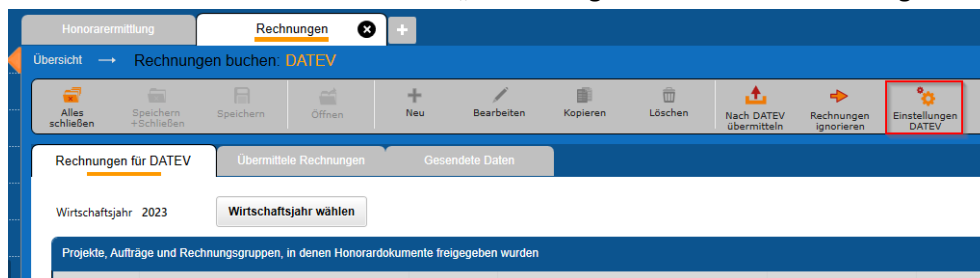 Honorarermittlung
Rechnungen
Übersicht → Rechnungen buchen: DATEV
Alles schließen
Speichern +Schließen
Speichern
Öffnen
Neu
Bearbeiten
Kopieren
Löschen
Nach DATEV übermitteln
Rechnungen ignorieren
Einstellungen DATEV
Rechnungen für DATEV
Übermittele Rechnungen
Gesendete Daten
Wirtschaftsjahr 2023
Wirtschaftsjahr wählen
Projekte, Aufträge und Rechnungsgruppen, in denen Honorardokumente freigegeben wurden